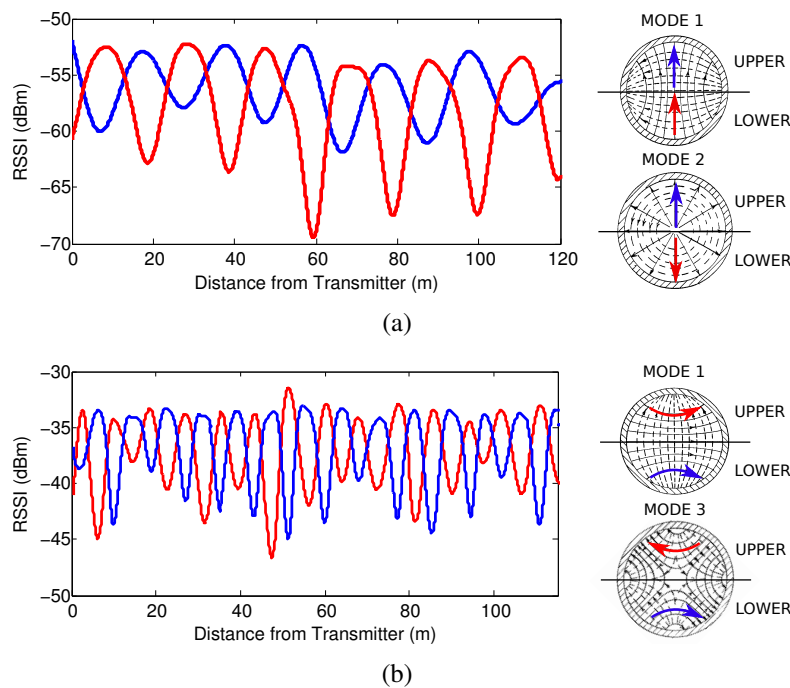 −50
−55
−60
−65
−70
RSSI (dBm)
0 20 40 60 80 100 120
Distance from Transmitter (m)
MODE 1
UPPER
LOWER
MODE 2
UPPER
LOWER
(a)
−30
−35
−40
−45
−50
RSSI (dBm)
0 20 40 60 80 100
Distance from Transmitter (m)
MODE 1
UPPER
LOWER
MODE 3
UPPER
LOWER
(b)